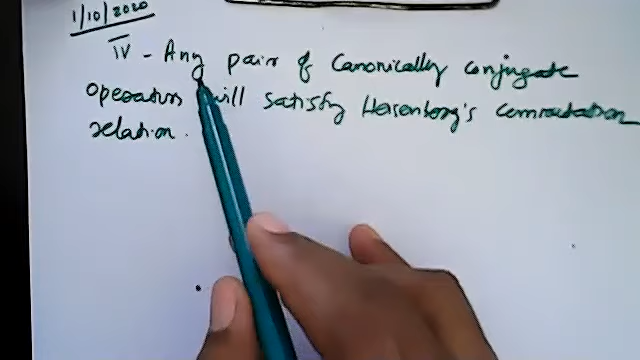 1/10/2020
IV - Any pair of Canonically conjugate
operators will satisfy Heisenberg's commutation
relation.